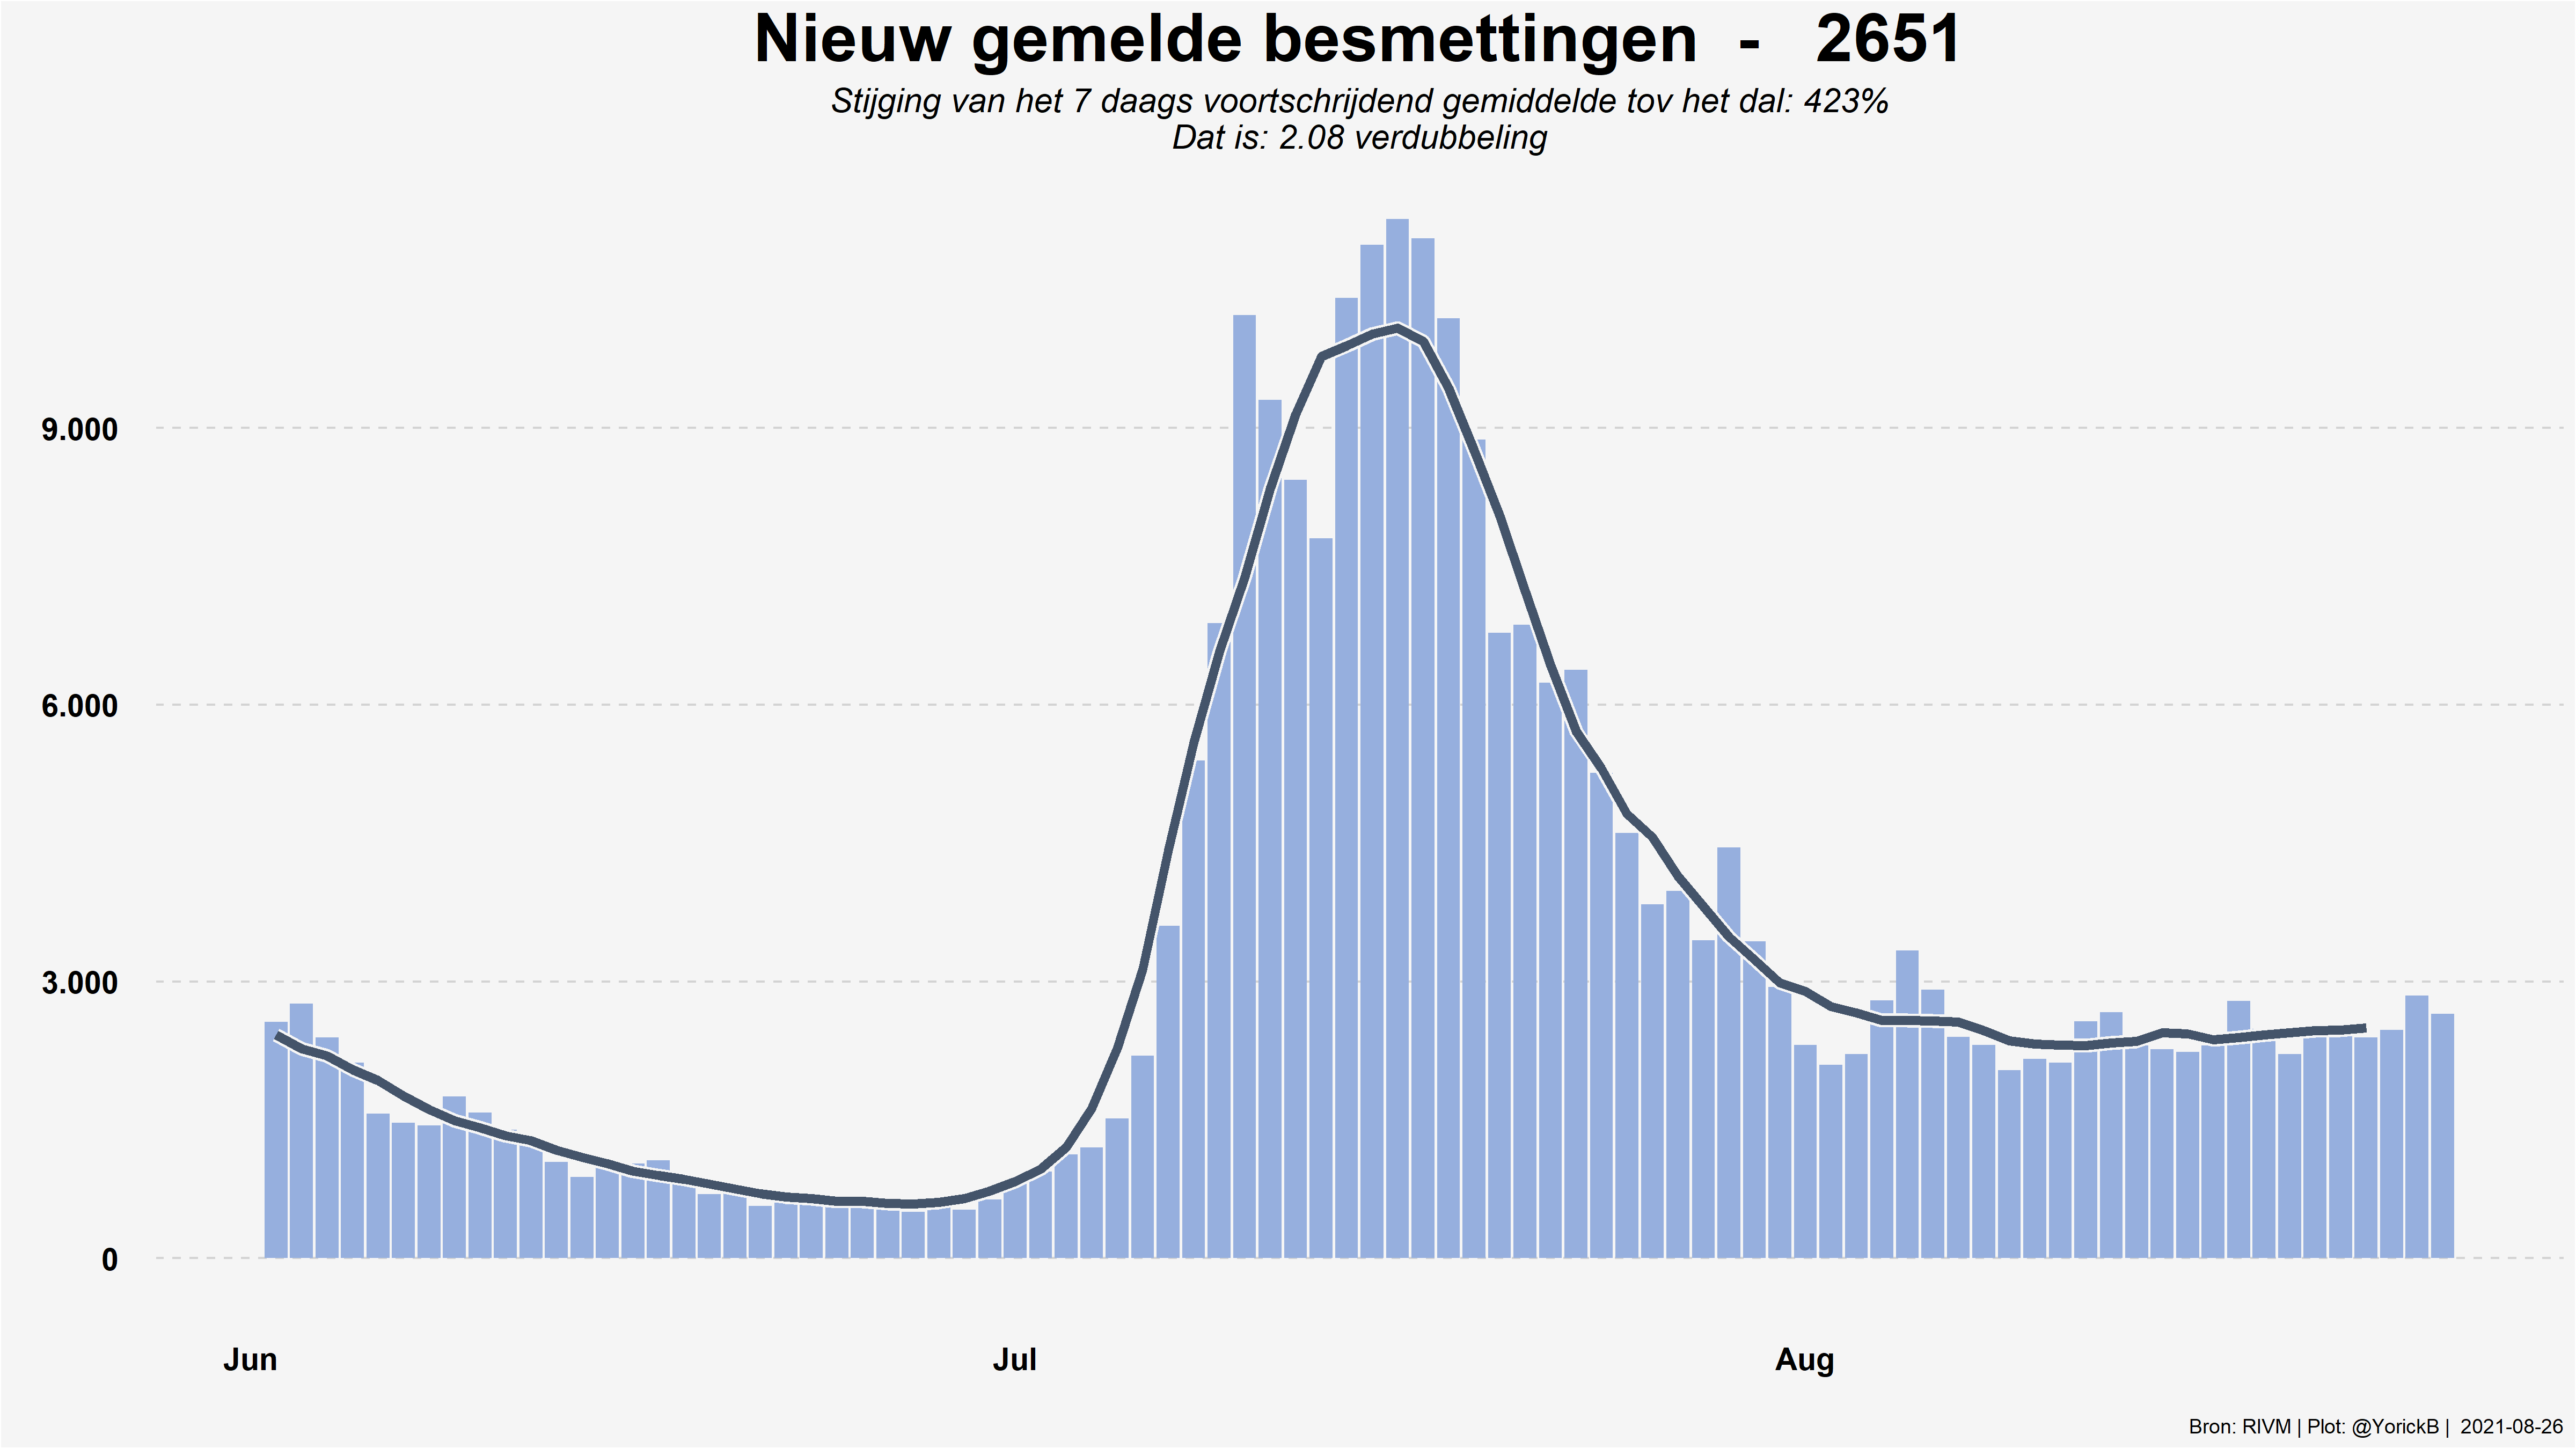 Nieuw gemelde besmettingen - 2651
Stijging van het 7 daags voortschrijdend gemiddelde tov het dal: 423%
Dat is: 2.08 verdubbeling
9.000
6.000
3.000
0
Jun Jul Aug
Bron: RIVM | Plot: @YorickB | 2021-08-26